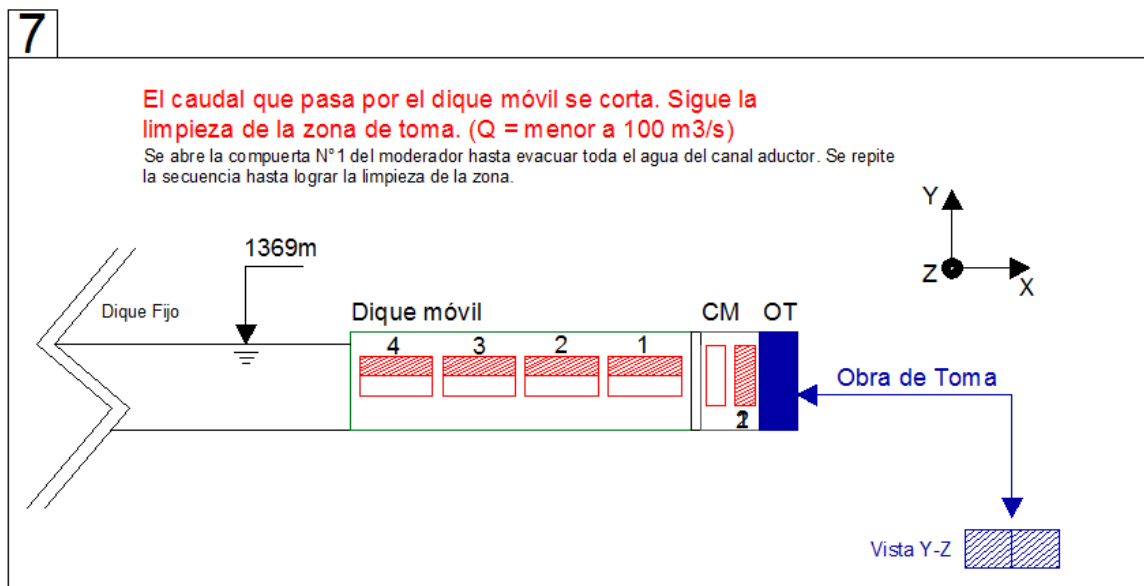 7
El caudal que pasa por el dique móvil se corta. Sigue la
limpieza de la zona de toma. (Q = menor a 100 m3/s)
Se abre la compuerta N°1 del moderador hasta evacuar toda el agua del canal aductor. Se repite
la secuencia hasta lograr la limpieza de la zona.
Y
Z
X
1369m
Dique Fijo
Dique móvil
CM
OT
4
3
2
1
Obra de Toma
Vista Y-Z